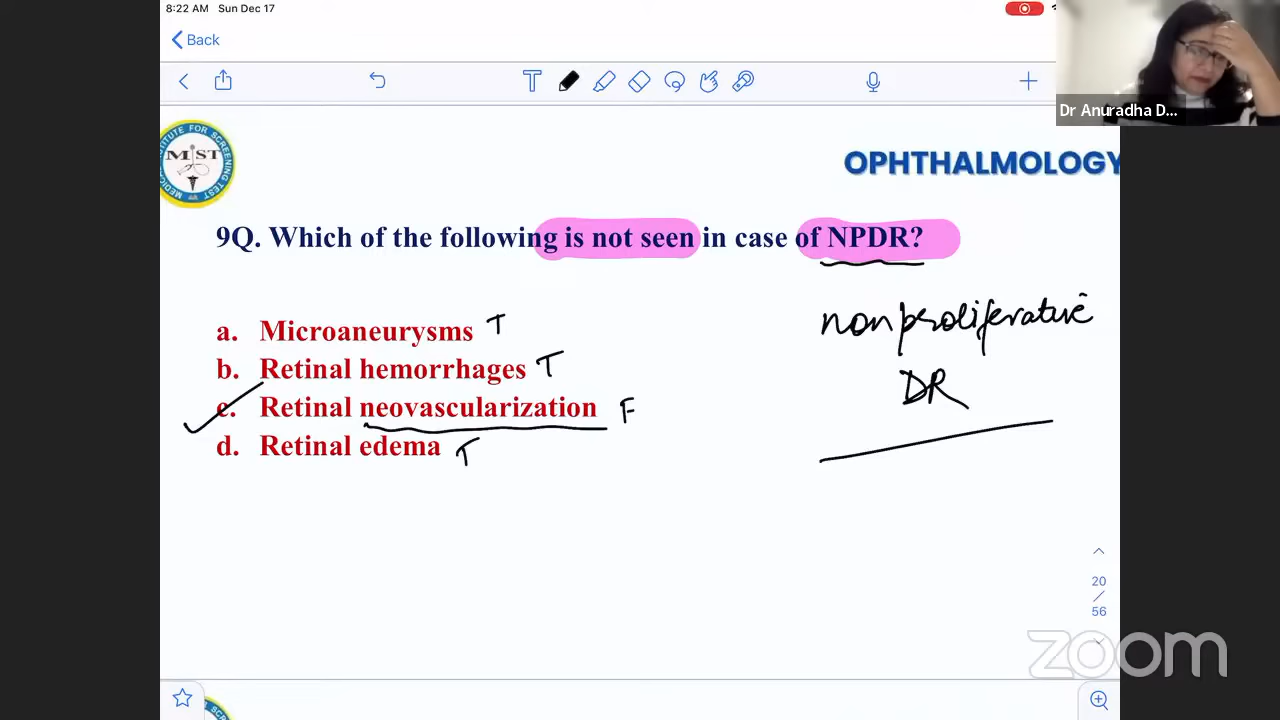 8:22 AM Sun Dec 17
Back
Dr Anuradha D...
MIST
OPHTHALMOLOGY
9Q. Which of the following is not seen in case of NPDR?
nonproliferative
DR
a. Microaneurysms T
b. Retinal hemorrhages T
c. Retinal neovascularization F
d. Retinal edema T
20
/
56
zoom